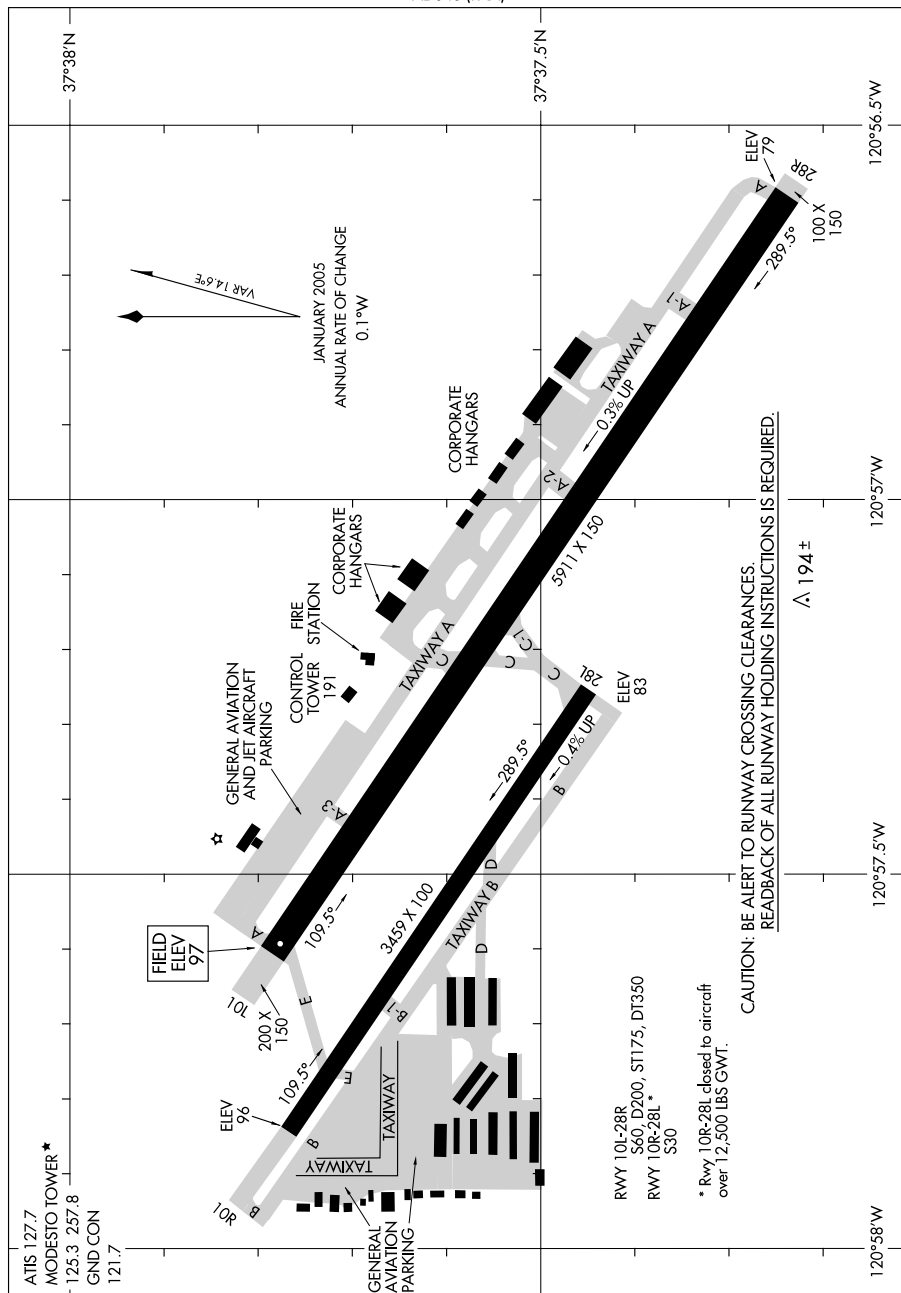 ATIS 127.7
MODESTO TOWER ★
125.3 257.8
GND CON
121.7
37°38'N
37°37.5'N
120°56.5'W
120°57'W
120°57.5'W
120°58'W
VAR 14.6°E
JANUARY 2005
ANNUAL RATE OF CHANGE
0.1°W
FIELD
ELEV
97
GENERAL AVIATION
AND JET AIRCRAFT
PARKING
CONTROL
TOWER
191
FIRE
STATION
CORPORATE
HANGARS
CORPORATE
HANGARS
ELEV
79
28R
100 X
150
289.5°
A
A-1
TAXIWAY A
0.3% UP
A-2
5911 X 150
C-1
C
C
C
TAXIWAY A
A-3
A
109.5°
10L
200 X
150
E
E
109.5°
ELEV
96
10R
B
B
B-1
3459 X 100
TAXIWAY B
D
D
B
289.5°
0.4% UP
28L
ELEV
83
TAXIWAY
TAXIWAY
GENERAL
AVIATION
PARKING
RWY 10L-28R
S60, D200, ST175, DT350
RWY 10R-28L *
S30
* Rwy 10R-28L closed to aircraft
over 12,500 LBS GWT.
CAUTION: BE ALERT TO RUNWAY CROSSING CLEARANCES.
READBACK OF ALL RUNWAY HOLDING INSTRUCTIONS IS REQUIRED.
194 ±